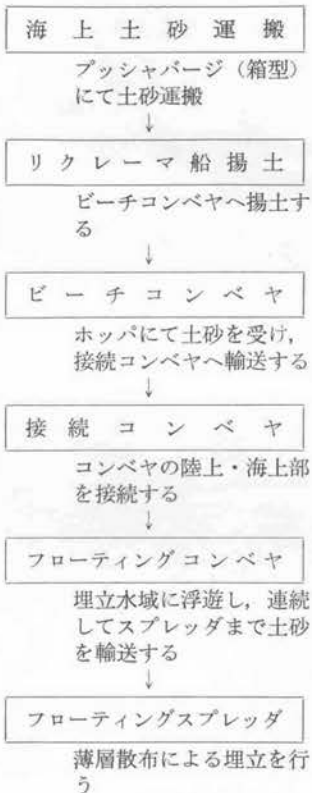 海上土砂運搬
プッシャバージ（箱型）
にて土砂運搬
↓
リクレーマ船揚土
ビーチコンベヤへ揚土す
る
↓
ビーチコンベヤ
ホッパにて土砂を受け，
接続コンベヤへ輸送する
↓
接続コンベヤ
コンベヤの陸上・海上部
を接続する
↓
フローティングコンベヤ
埋立水域に浮遊し，連続
してスプレッダまで土砂
を輸送する
↓
フローティングスプレッダ
薄層散布による埋立を行
う